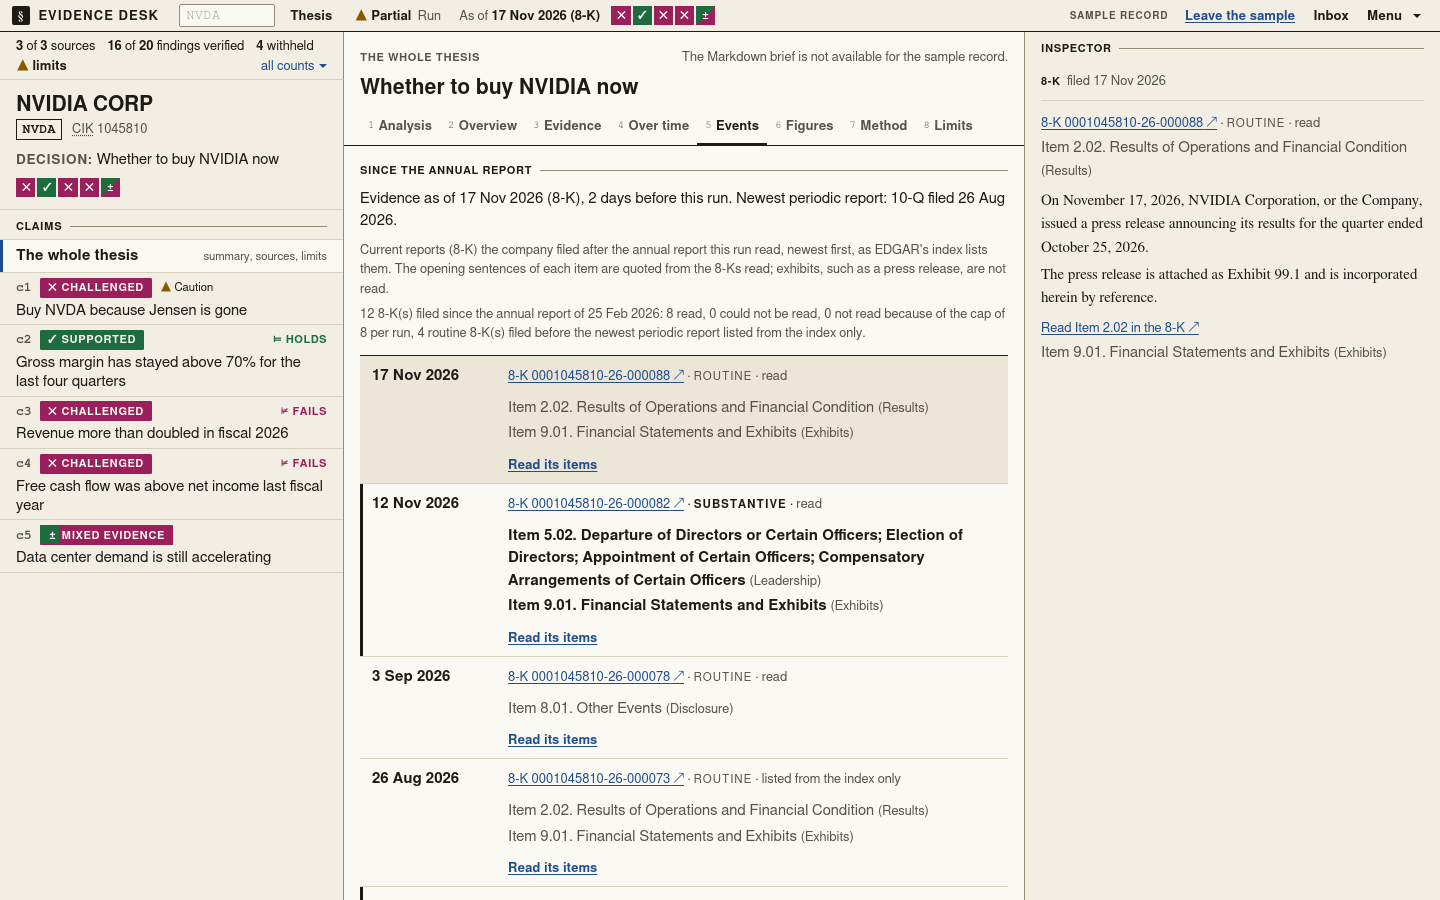 § EVIDENCE DESK NVDA Thesis Partial Run As of 17 Nov 2026 (8-K) ✕ ✓ ✕ ✕ ± SAMPLE RECORD Leave the sample Inbox Menu
3 of 3 sources 16 of 20 findings verified 4 withheld
limits all counts
NVIDIA CORP
NVDA CIK 1045810
DECISION: Whether to buy NVIDIA now
✕ ✓ ✕ ✕ ±
CLAIMS
The whole thesis summary, sources, limits
c1 ✕ CHALLENGED Caution
Buy NVDA because Jensen is gone
c2 ✓ SUPPORTED ⊨ HOLDS
Gross margin has stayed above 70% for the
last four quarters
c3 ✕ CHALLENGED ⊭ FAILS
Revenue more than doubled in fiscal 2026
c4 ✕ CHALLENGED ⊭ FAILS
Free cash flow was above net income last fiscal
year
c5 ± MIXED EVIDENCE
Data center demand is still accelerating
THE WHOLE THESIS The Markdown brief is not available for the sample record.
Whether to buy NVIDIA now
1 Analysis 2 Overview 3 Evidence 4 Over time 5 Events 6 Figures 7 Method 8 Limits
SINCE THE ANNUAL REPORT
Evidence as of 17 Nov 2026 (8-K), 2 days before this run. Newest periodic report: 10-Q filed 26 Aug
2026.
Current reports (8-K) the company filed after the annual report this run read, newest first, as EDGAR's index lists
them. The opening sentences of each item are quoted from the 8-Ks read; exhibits, such as a press release, are not
read.
12 8-K(s) filed since the annual report of 25 Feb 2026: 8 read, 0 could not be read, 0 not read because of the cap of
8 per run, 4 routine 8-K(s) filed before the newest periodic report listed from the index only.
17 Nov 2026 8-K 0001045810-26-000088 ↗ · ROUTINE · read
Item 2.02. Results of Operations and Financial Condition (Results)
Item 9.01. Financial Statements and Exhibits (Exhibits)
Read its items
12 Nov 2026 8-K 0001045810-26-000082 ↗ · SUBSTANTIVE · read
Item 5.02. Departure of Directors or Certain Officers; Election of
Directors; Appointment of Certain Officers; Compensatory
Arrangements of Certain Officers (Leadership)
Item 9.01. Financial Statements and Exhibits (Exhibits)
Read its items
3 Sep 2026 8-K 0001045810-26-000078 ↗ · ROUTINE · read
Item 8.01. Other Events (Disclosure)
Read its items
26 Aug 2026 8-K 0001045810-26-000073 ↗ · ROUTINE · listed from the index only
Item 2.02. Results of Operations and Financial Condition (Results)
Item 9.01. Financial Statements and Exhibits (Exhibits)
Read its items
INSPECTOR
8-K filed 17 Nov 2026
8-K 0001045810-26-000088 ↗ · ROUTINE · read
Item 2.02. Results of Operations and Financial Condition
(Results)
On November 17, 2026, NVIDIA Corporation, or the Company,
issued a press release announcing its results for the quarter ended
October 25, 2026.
The press release is attached as Exhibit 99.1 and is incorporated
herein by reference.
Read Item 2.02 in the 8-K ↗
Item 9.01. Financial Statements and Exhibits (Exhibits)